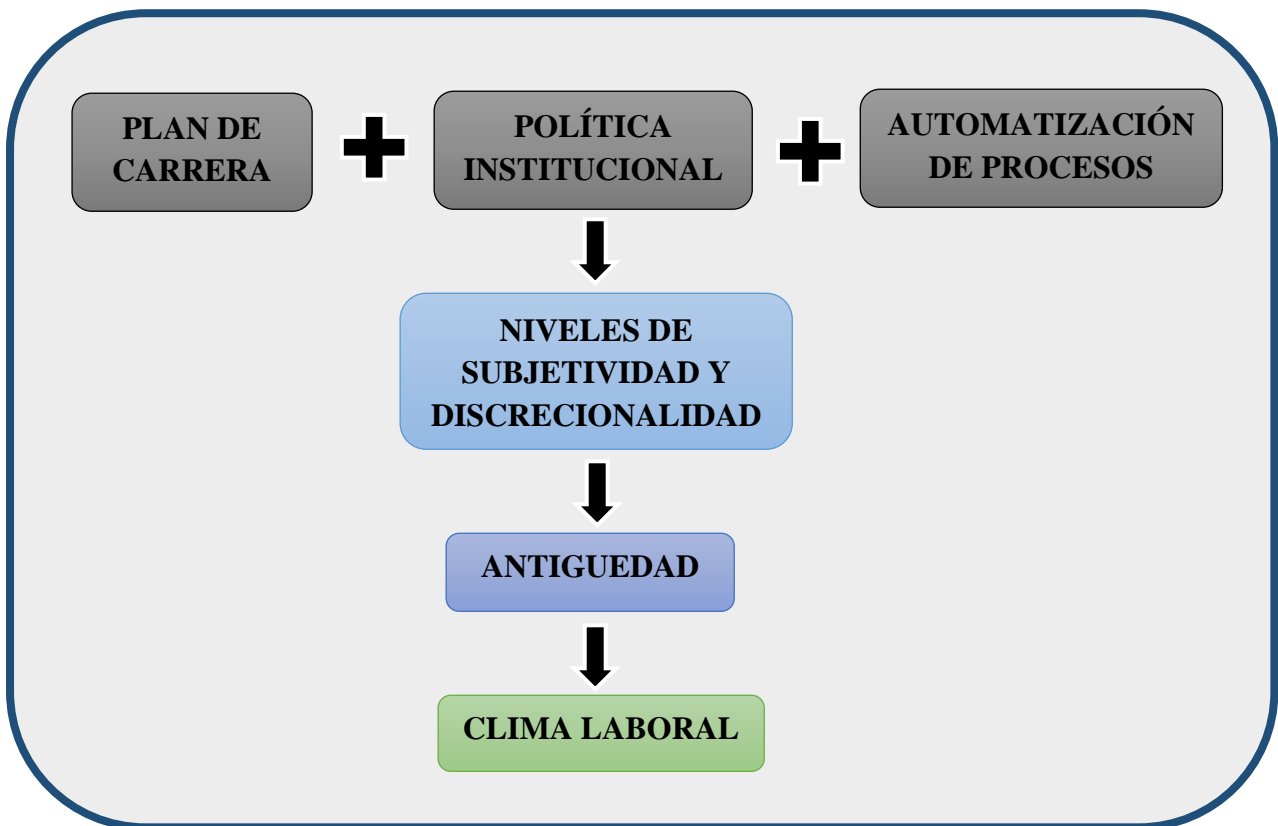 PLAN DE
CARRERA
POLÍTICA
INSTITUCIONAL
AUTOMATIZACIÓN
DE PROCESOS
NIVELES DE
SUBJETIVIDAD Y
DISCRECIONALIDAD
ANTIGUEDAD
CLIMA LABORAL